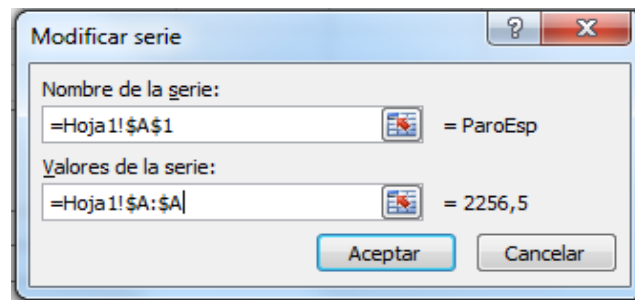 Modificar serie
Nombre de la serie:
=Hoja1!$A$1 = ParoEsp
Valores de la serie:
=Hoja1!$A:$A = 2256,5
Aceptar Cancelar